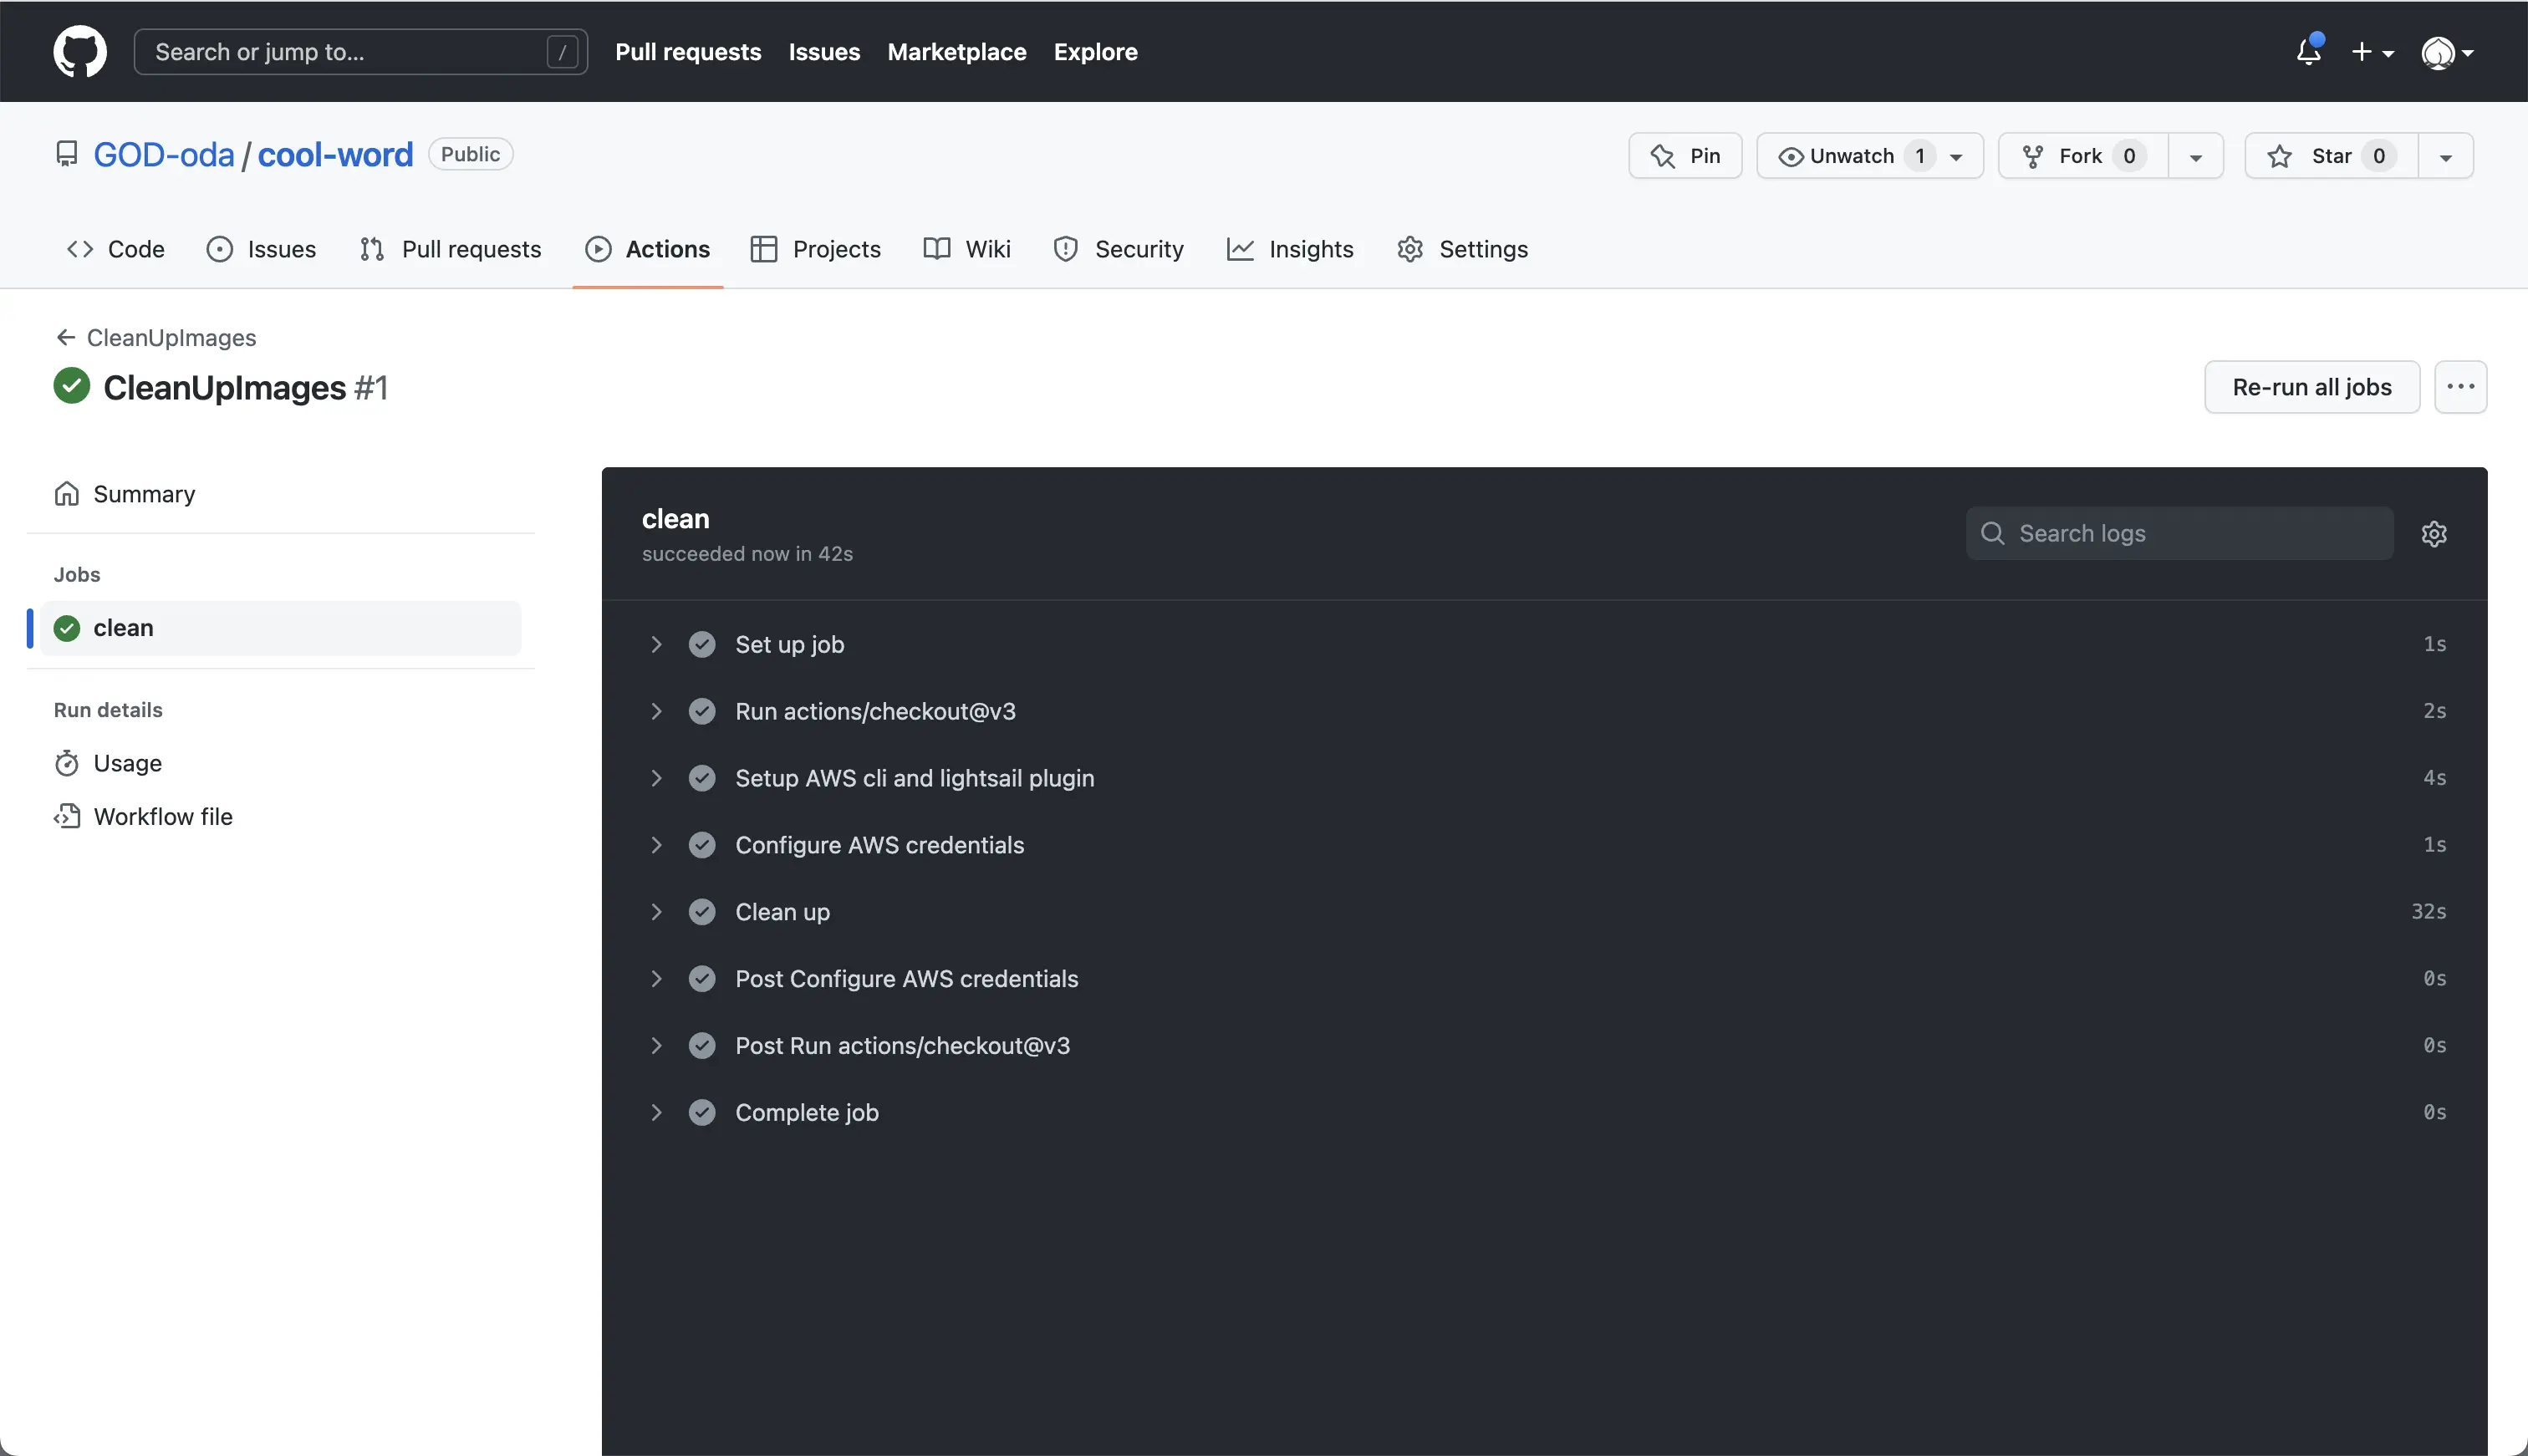 Search or jump to... /
Pull requests Issues Marketplace Explore
GOD-oda / cool-word Public
Pin
Unwatch 1
Fork 0
Star 0
Code Issues Pull requests Actions Projects Wiki Security Insights Settings
CleanUpImages
CleanUpImages #1
Re-run all jobs
Summary
Jobs
clean
Run details
Usage
Workflow file
clean
succeeded now in 42s
Search logs
Set up job 1s
Run actions/checkout@v3 2s
Setup AWS cli and lightsail plugin 4s
Configure AWS credentials 1s
Clean up 32s
Post Configure AWS credentials 0s
Post Run actions/checkout@v3 0s
Complete job 0s